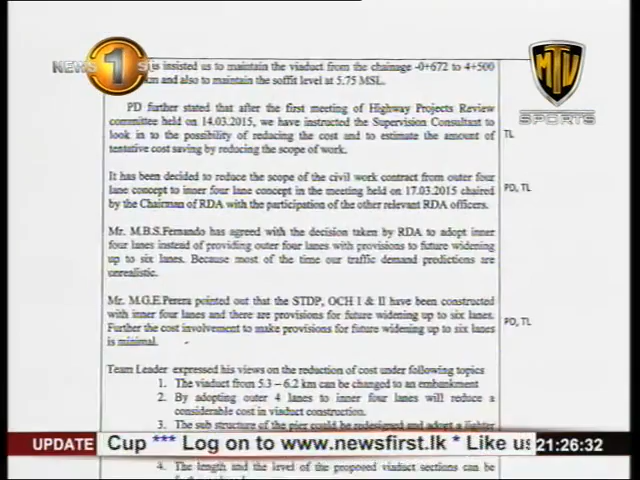 NEWS 1
MTV
SPORTS
is insisted us to maintain the viaduct from the chainage -0+672 to 4+500
km and also to maintain the soffit level at 5.75 MSL.
PD further stated that after the first meeting of Highway Projects Review
committee held on 14.03.2015, we have instructed the Supervision Consultant to
look in to the possibility of reducing the cost and to estimate the amount of
tentative cost saving by reducing the scope of work.
TL
It has been decided to reduce the scope of the civil work contract from outer four
lane concept to inner four lane concept in the meeting held on 17.03.2015 chaired
by the Chairman of RDA with the participation of the other relevant RDA officers.
PD, TL
Mr. M.B.S.Fernando has agreed with the decision taken by RDA to adopt inner
four lanes instead of providing outer four lanes with provisions to future widening
up to six lanes. Because most of the time our traffic demand predictions are
unrealistic.
Mr. M.G.E.Perera pointed out that the STDP, OCH I & II have been constructed
with inner four lanes and there are provisions for future widening up to six lanes.
Further the cost involvement to make provisions for future widening up to six lanes
is minimal.
PD, TL
Team Leader expressed his views on the reduction of cost under following topics
1. The viaduct from 5.3 – 6.2 km can be changed to an embankment
2. By adopting outer 4 lanes to inner four lanes will reduce a
considerable cost in viaduct construction.
3. The sub structure of the pier could be redesigned and adopt a lighter
UPDATE Cup *** Log on to www.newsfirst.lk * Like us 21:26:32
4. The length and the level of the proposed viaduct sections can be